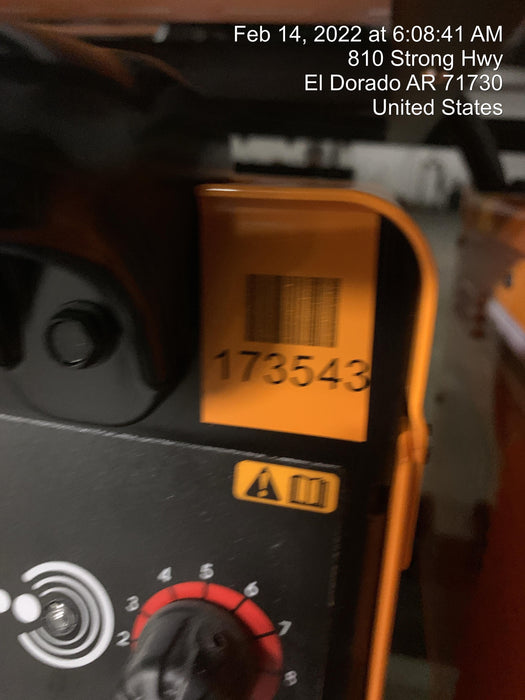 Feb 14, 2022 at 6:08:41 AM
810 Strong Hwy
El Dorado AR 71730
United States
173543
2 3 4 5 6 7 8